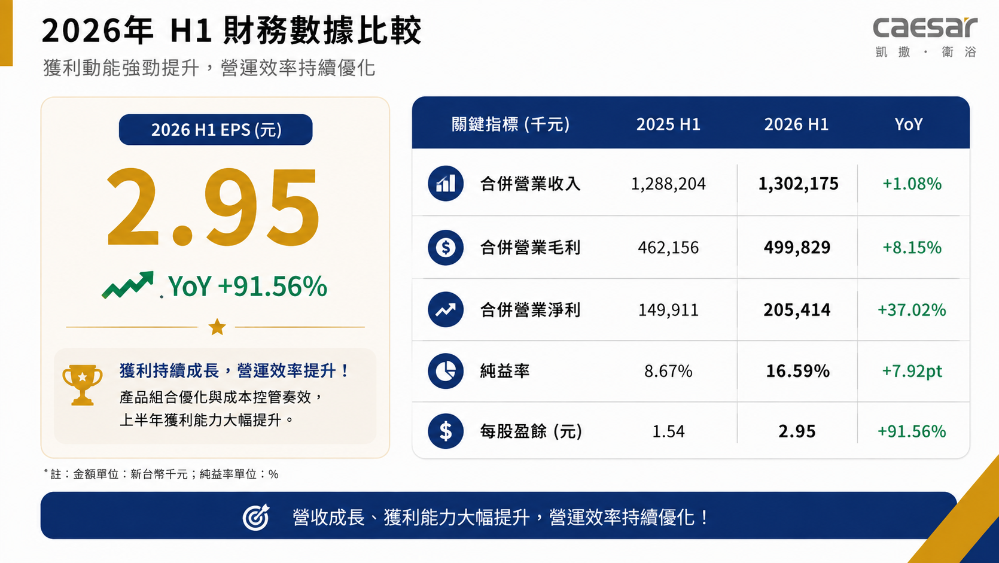 2026年 H1 財務數據比較
獲利動能強勁提升，營運效率持續優化
caesar
凱撒・衛浴
2026 H1 EPS (元)
2.95
. YoY +91.56%
獲利持續成長，營運效率提升！
產品組合優化與成本控管奏效，
上半年獲利能力大幅提升。
關鍵指標 (千元) 2025 H1 2026 H1 YoY
合併營業收入 1,288,204 1,302,175 +1.08%
$ 合併營業毛利 462,156 499,829 +8.15%
合併營業淨利 149,911 205,414 +37.02%
純益率 8.67% 16.59% +7.92pt
$ 每股盈餘 (元) 1.54 2.95 +91.56%
*註：金額單位：新台幣千元；純益率單位：%
營收成長、獲利能力大幅提升，營運效率持續優化！